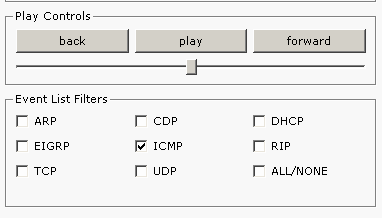 Play Controls
back play forward
Event List Filters
ARP CDP DHCP
EIGRP ICMP RIP
TCP UDP ALL/NONE